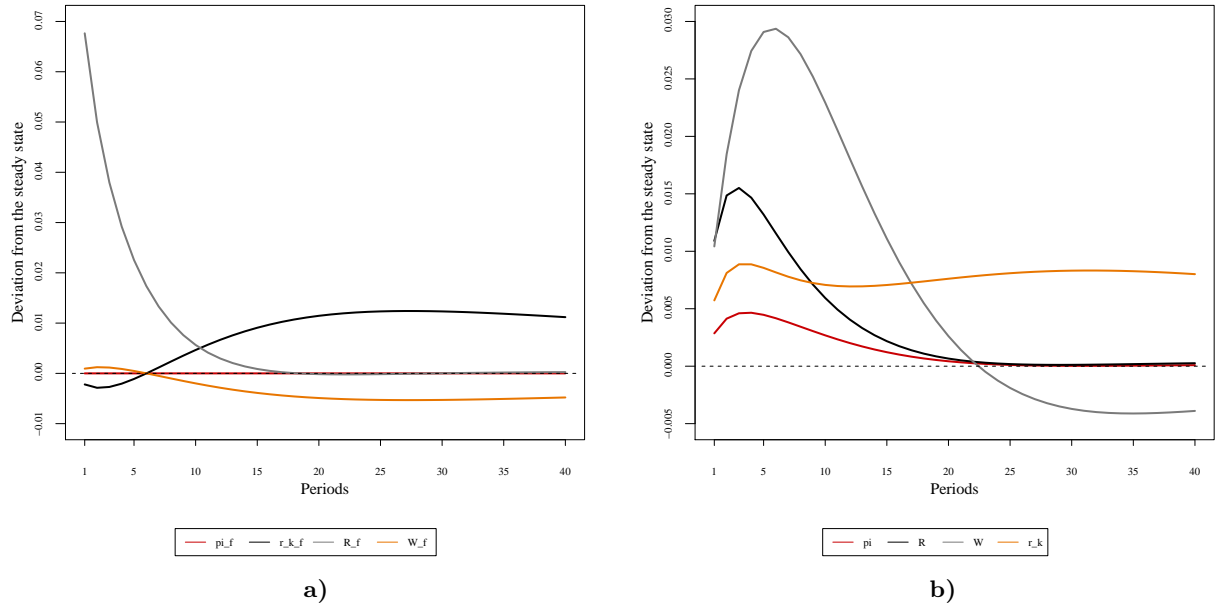 Deviation from the steady state
0.07
0.06
0.05
0.04
0.03
0.02
0.01
0.00
−0.01
1 5 10 15 20 25 30 35 40
Periods
pi_f r_k_f R_f W_f
a)
Deviation from the steady state
0.030
0.025
0.020
0.015
0.010
0.005
0.000
−0.005
1 5 10 15 20 25 30 35 40
Periods
pi R W r_k
b)